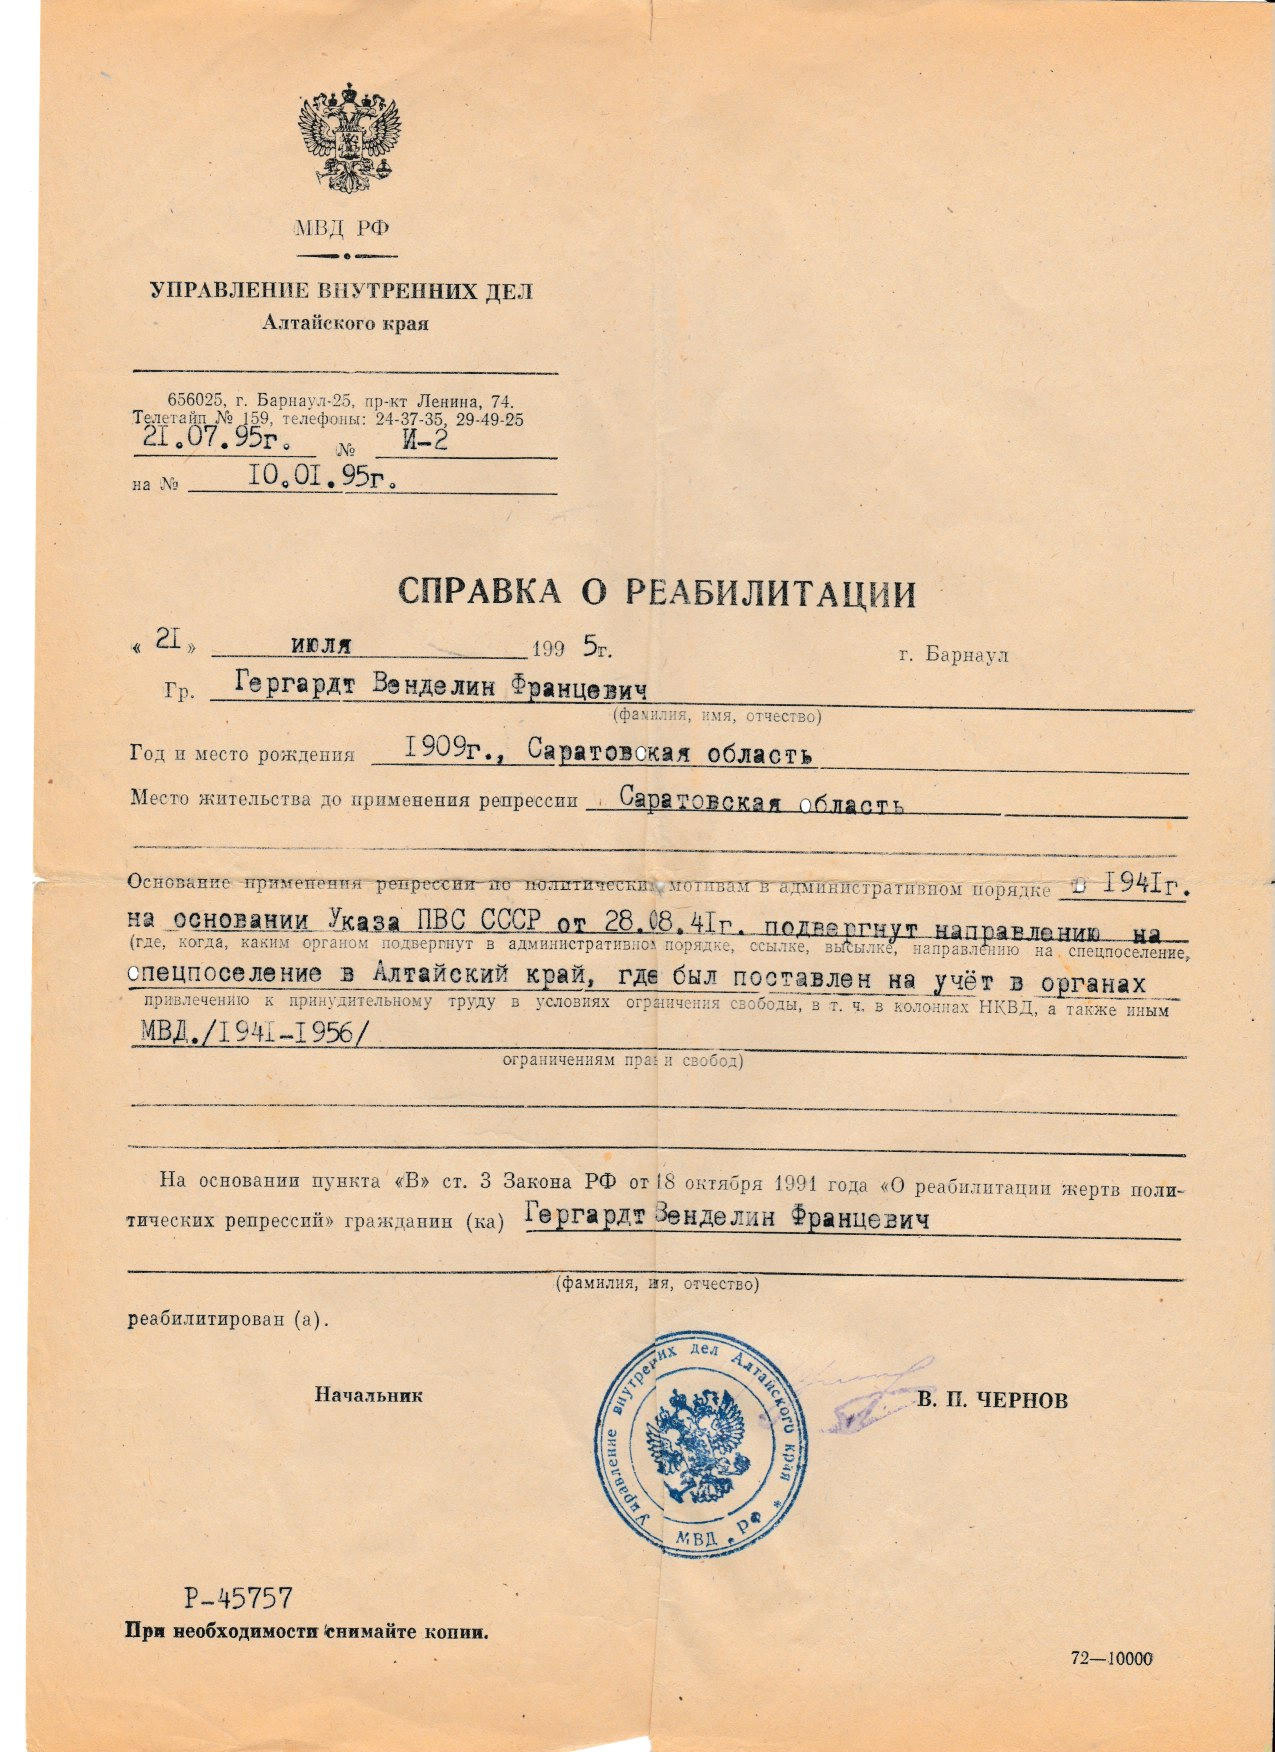 МВД РФ
УПРАВЛЕНИЕ ВНУТРЕННИХ ДЕЛ
Алтайского края
656025, г. Барнаул-25, пр-кт Ленина, 74.
Телетайп № 159, телефоны: 24-37-35, 29-49-25
21.07.95г. № И-2
на № 10.01.95г.
СПРАВКА О РЕАБИЛИТАЦИИ
« 21 » июля 199 5г. г. Барнаул
Гр. Гергардт Венделин Францевич
(фамилия, имя, отчество)
Год и место рождения 1909г., Саратовская область
Место жительства до применения репрессии Саратовская область
Основание применения репрессии по политическим мотивам в административном порядке в 1941г.
на основании Указа ПВС СССР от 28.08.41г. подвергнут направлению на
(где, когда, каким органом подвергнут в административном порядке, ссылке, высылке, направлению на спецпоселение,
спецпоселение в Алтайский край, где был поставлен на учёт в органах
привлечению к принудительному труду в условиях ограничения свободы, в т. ч. в колоннах НКВД, а также иным
МВД./1941-1956/
ограничениям прав и свобод)
На основании пункта «В» ст. 3 Закона РФ от 18 октября 1991 года «О реабилитации жертв поли-
тических репрессий» гражданин (ка) Гергардт Венделин Францевич
(фамилия, имя, отчество)
реабилитирован (а).
Управление внутрених дел Алтайского края *
МВД РФ
Начальник В. П. ЧЕРНОВ
Р-45757
При необходимости снимайте копии.
72—10000